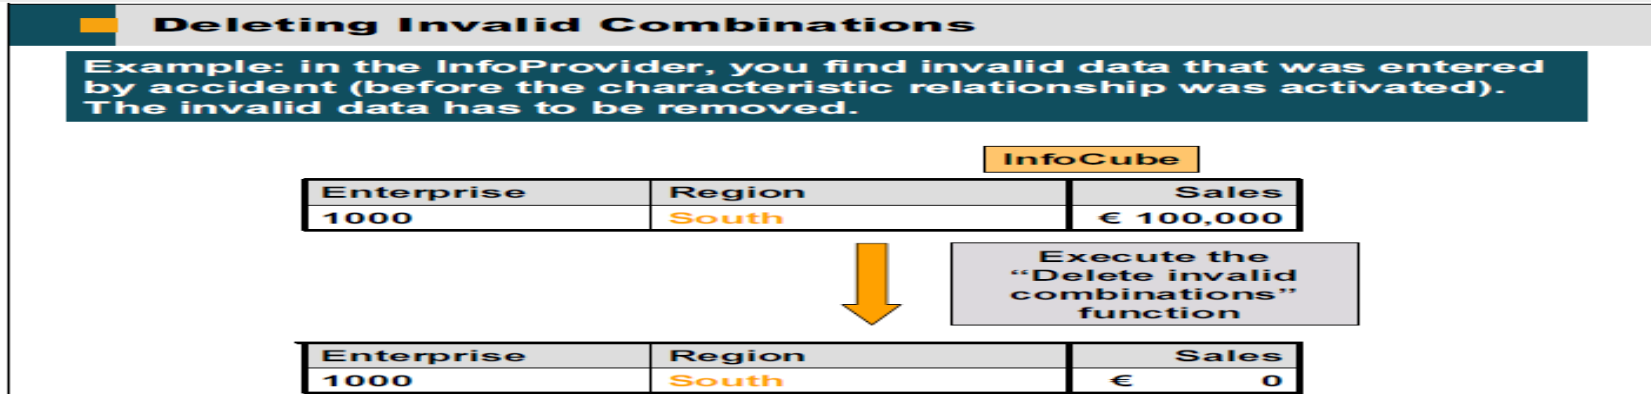 Deleting Invalid Combinations
Example: in the InfoProvider, you find invalid data that was entered
by accident (before the characteristic relationship was activated).
The invalid data has to be removed.
InfoCube
Enterprise Region Sales
1000 South € 100,000
Execute the
“Delete invalid
combinations”
function
Enterprise Region Sales
1000 South € 0